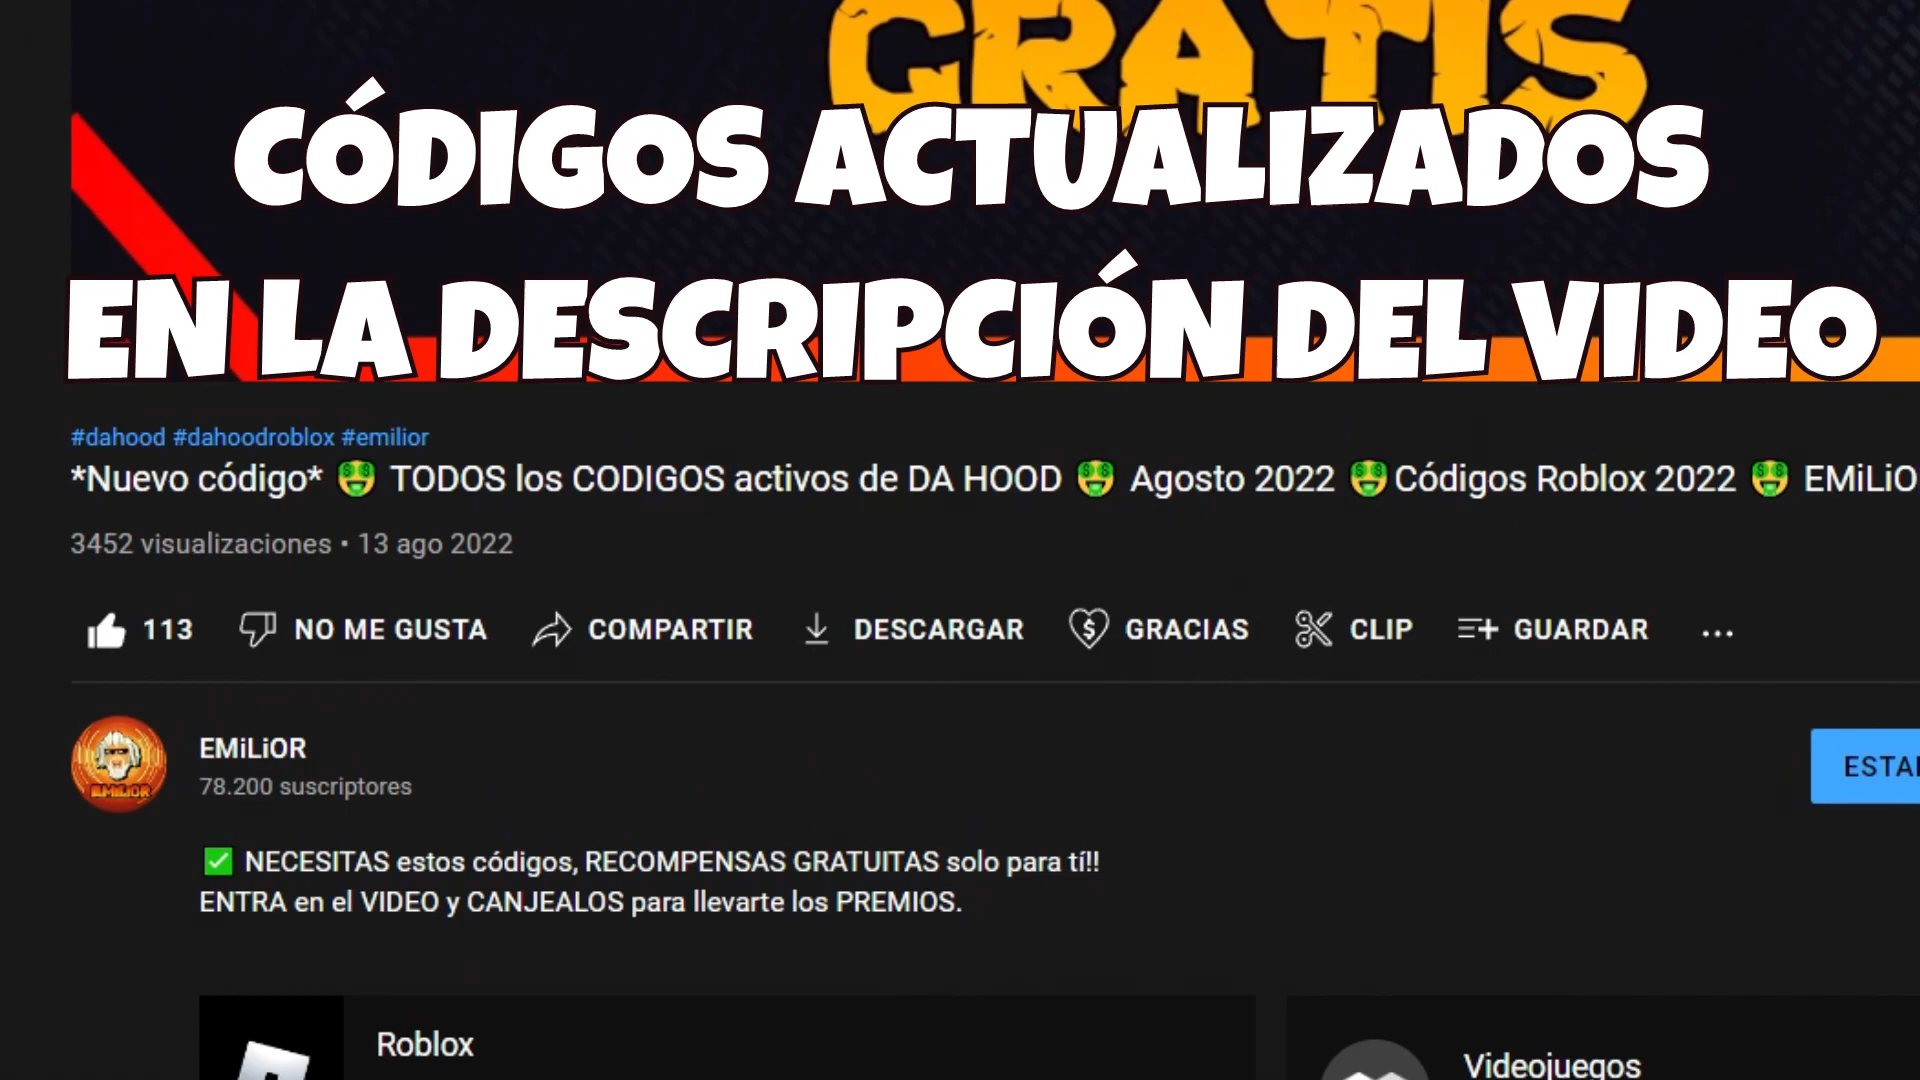 GRATIS
CÓDIGOS ACTUALIZADOS
EN LA DESCRIPCIÓN DEL VIDEO
#dahood #dahoodroblox #emilior
*Nuevo código* 🤑 TODOS los CODIGOS activos de DA HOOD 🤑 Agosto 2022 🤑Códigos Roblox 2022 🤑 EMiLiO
3452 visualizaciones • 13 ago 2022
113 NO ME GUSTA COMPARTIR DESCARGAR GRACIAS CLIP GUARDAR ...
EMiLiOR
EMiLiOR
78.200 suscriptores
ESTA
✅ NECESITAS estos códigos, RECOMPENSAS GRATUITAS solo para tí!!
ENTRA en el VIDEO y CANJEALOS para llevarte los PREMIOS.
Roblox
Videojuegos